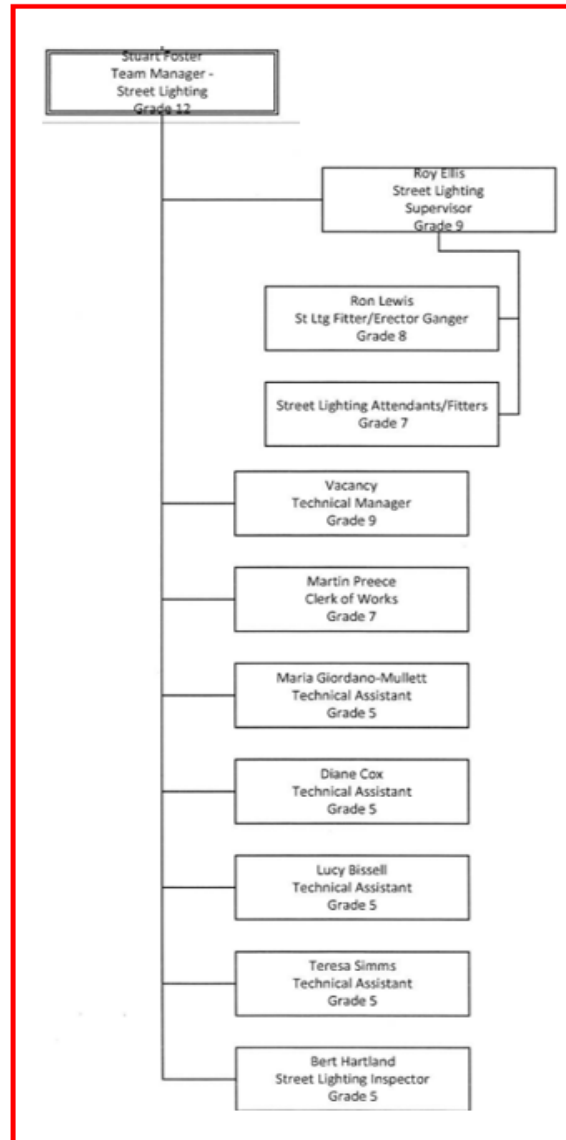 Stuart Foster
Team Manager -
Street Lighting
Grade 12
Roy Ellis
Street Lighting
Supervisor
Grade 9
Ron Lewis
St Ltg Fitter/Erector Ganger
Grade 8
Street Lighting Attendants/Fitters
Grade 7
Vacancy
Technical Manager
Grade 9
Martin Preece
Clerk of Works
Grade 7
Maria Giordano-Mullett
Technical Assistant
Grade 5
Diane Cox
Technical Assistant
Grade 5
Lucy Bissell
Technical Assistant
Grade 5
Teresa Simms
Technical Assistant
Grade 5
Bert Hartland
Street Lighting Inspector
Grade 5